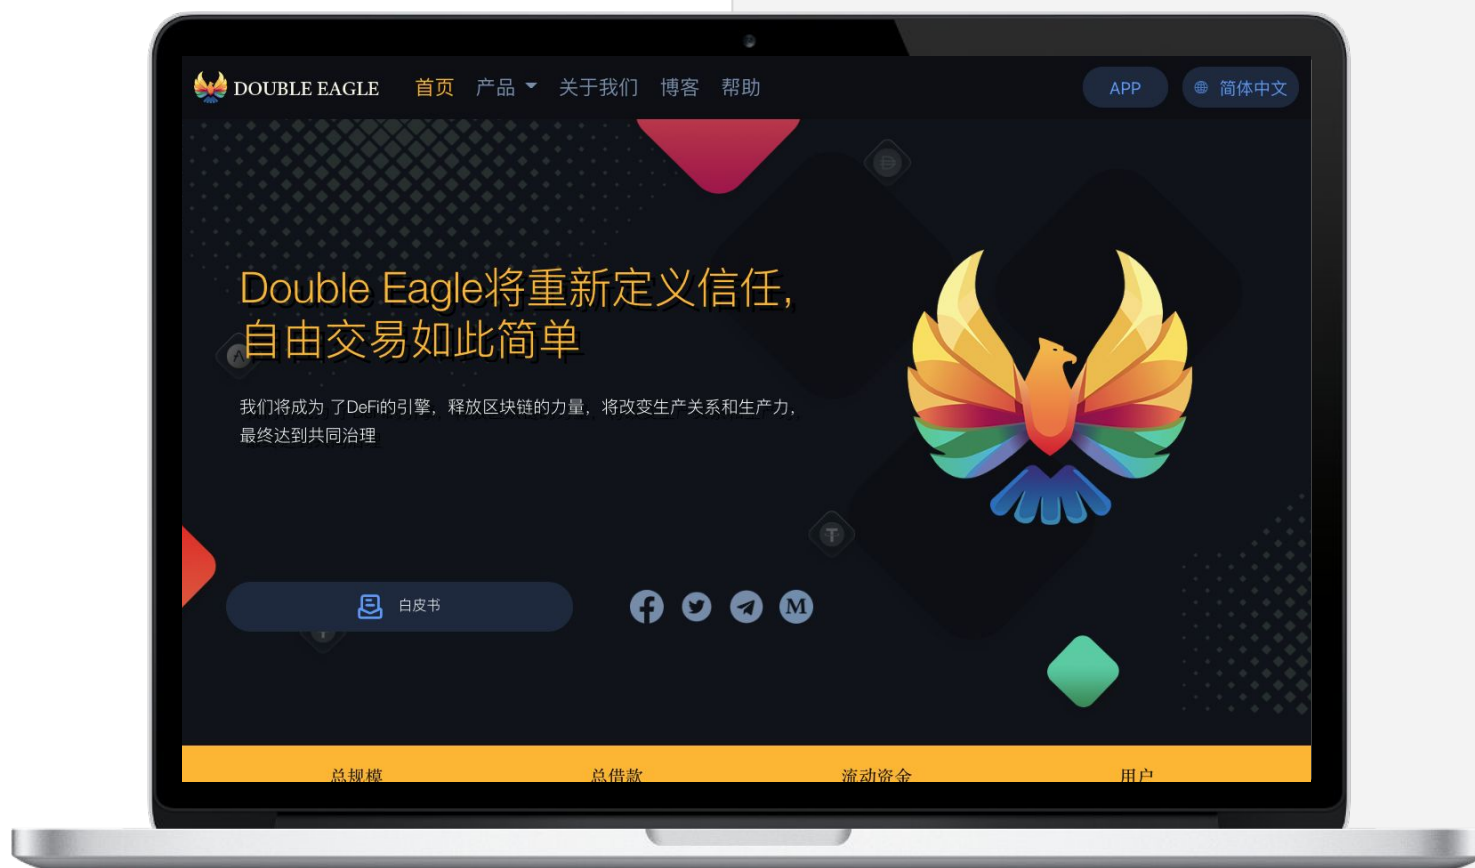 DOUBLE EAGLE 首页 产品 关于我们 博客 帮助 APP 简体中文
Double Eagle将重新定义信任,
自由交易如此简单
我们将成为 了DeFi的引擎，释放区块链的力量，将改变生产关系和生产力，
最终达到共同治理
白皮书
总规模 总借款 流动资金 用户